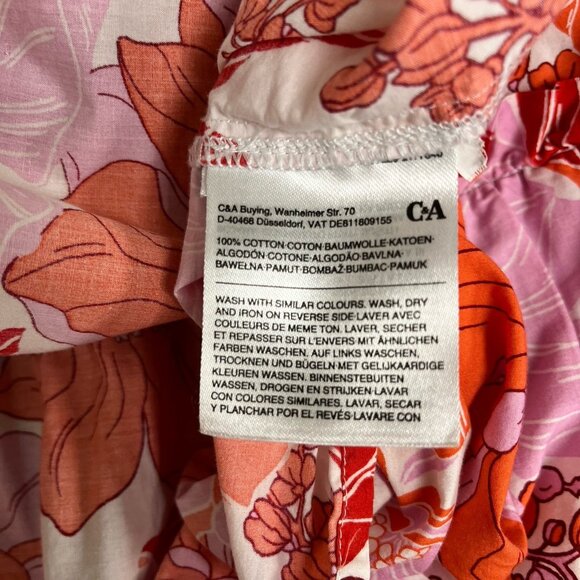 C&A Buying, Wanheimer Str. 70
D-40468 Düsseldorf, VAT DE811809155
C&A
100% COTTON·COTON·BAUMWOLLE·KATOEN·
ALGODÓN·COTONE·ALGODÃO·BAVLNA·
BAWEŁNA·PAMUT·BOMBAŽ·BUMBAC·PAMUK
WASH WITH SIMILAR COLOURS. WASH, DRY
AND IRON ON REVERSE SIDE·LAVER AVEC
COULEURS DE MEME TON. LAVER, SECHER
ET REPASSER SUR L'ENVERS·MIT ÄHNLICHEN
FARBEN WASCHEN. AUF LINKS WASCHEN,
TROCKNEN UND BÜGELN·MET GELIJKAARDIGE
KLEUREN WASSEN. BINNENSTEBUITEN
WASSEN, DROGEN EN STRIJKEN·LAVAR
CON COLORES SIMILARES. LAVAR, SECAR
Y PLANCHAR POR EL REVÉS·LAVARE CON